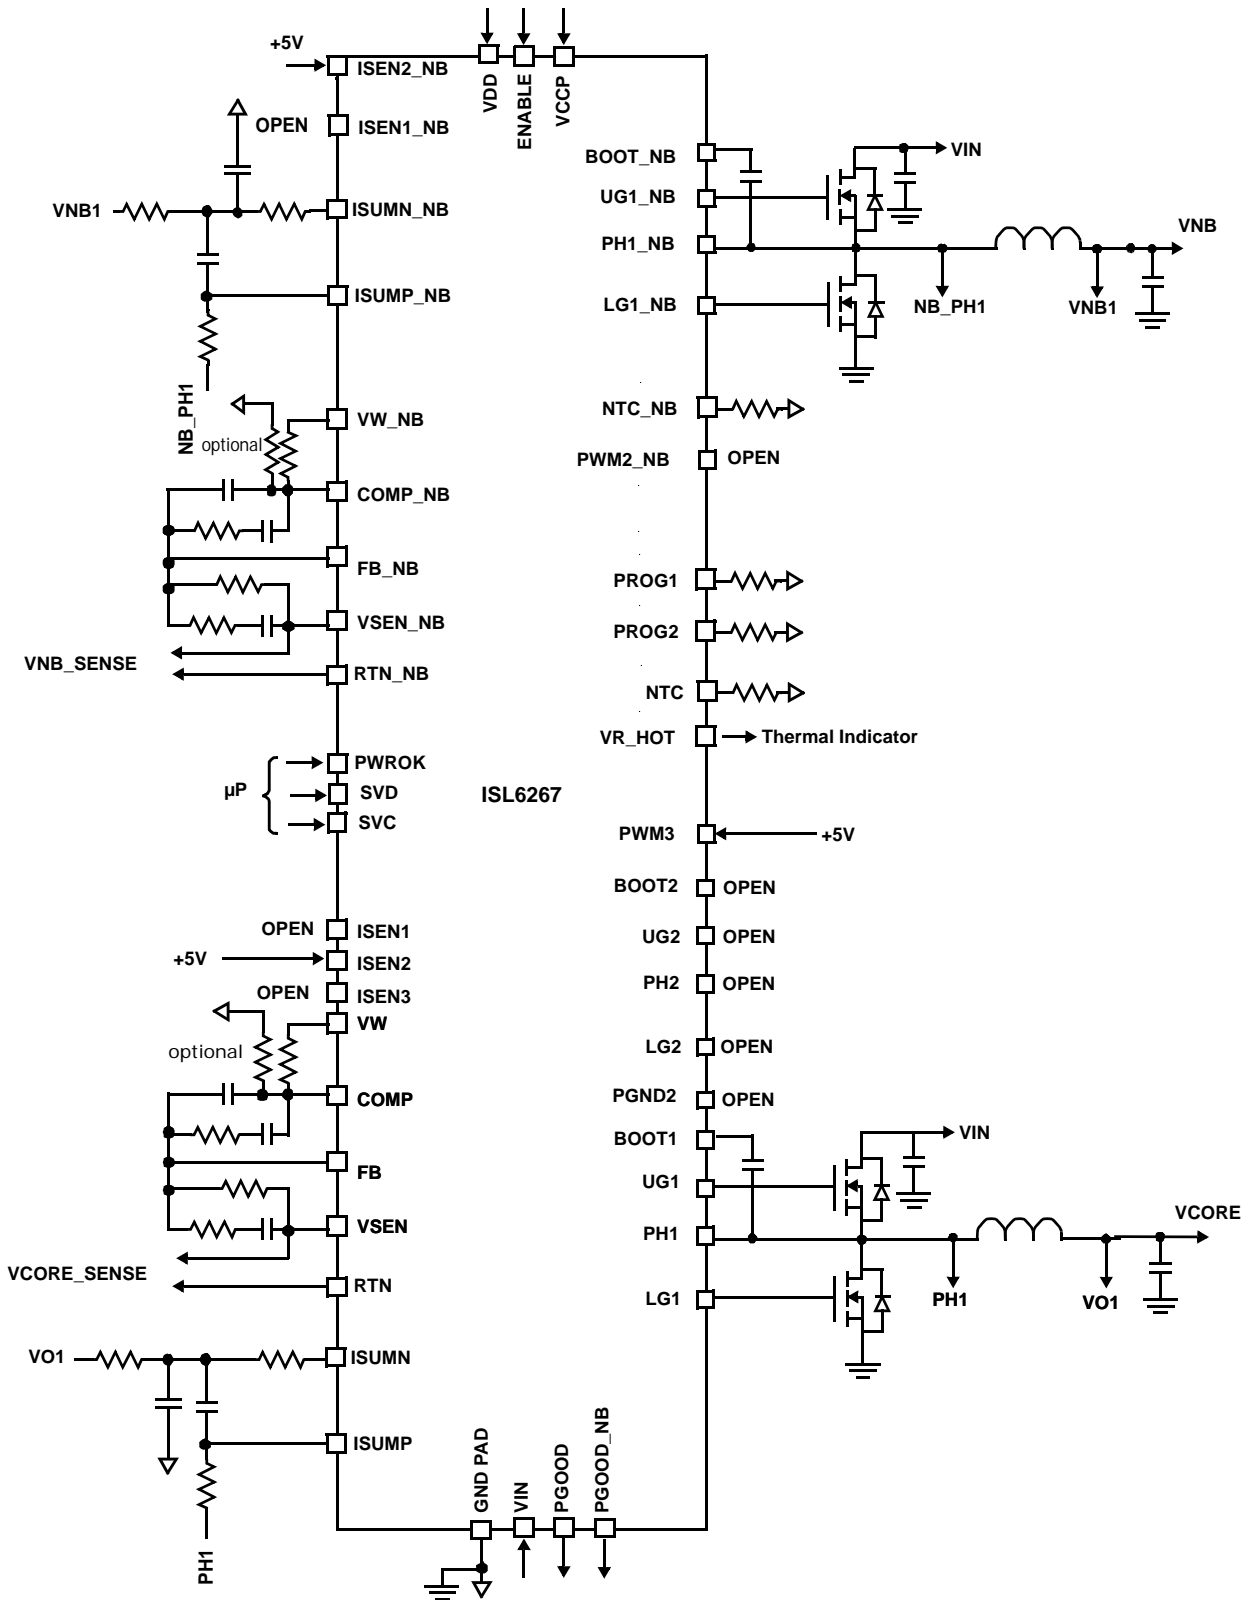 +5V
ISEN2_NB
VDD
ENABLE
VCCP
OPEN
ISEN1_NB
BOOT_NB
VIN
UG1_NB
VNB1
ISUMN_NB
PH1_NB
VNB
ISUMP_NB
LG1_NB
NB_PH1
VNB1
NB_PH1
optional
VW_NB
NTC_NB
PWM2_NB
OPEN
COMP_NB
FB_NB
PROG1
VSEN_NB
PROG2
VNB_SENSE
RTN_NB
NTC
VR_HOT
Thermal Indicator
µP
PWROK
SVD
SVC
ISL6267
PWM3
+5V
BOOT2
OPEN
OPEN
ISEN1
UG2
OPEN
+5V
ISEN2
PH2
OPEN
OPEN
ISEN3
VW
optional
LG2
OPEN
COMP
PGND2
OPEN
BOOT1
VIN
FB
UG1
VSEN
PH1
VCORE
VCORE_SENSE
RTN
LG1
PH1
VO1
VO1
ISUMN
ISUMP
PH1
GND PAD
VIN
PGOOD
PGOOD_NB